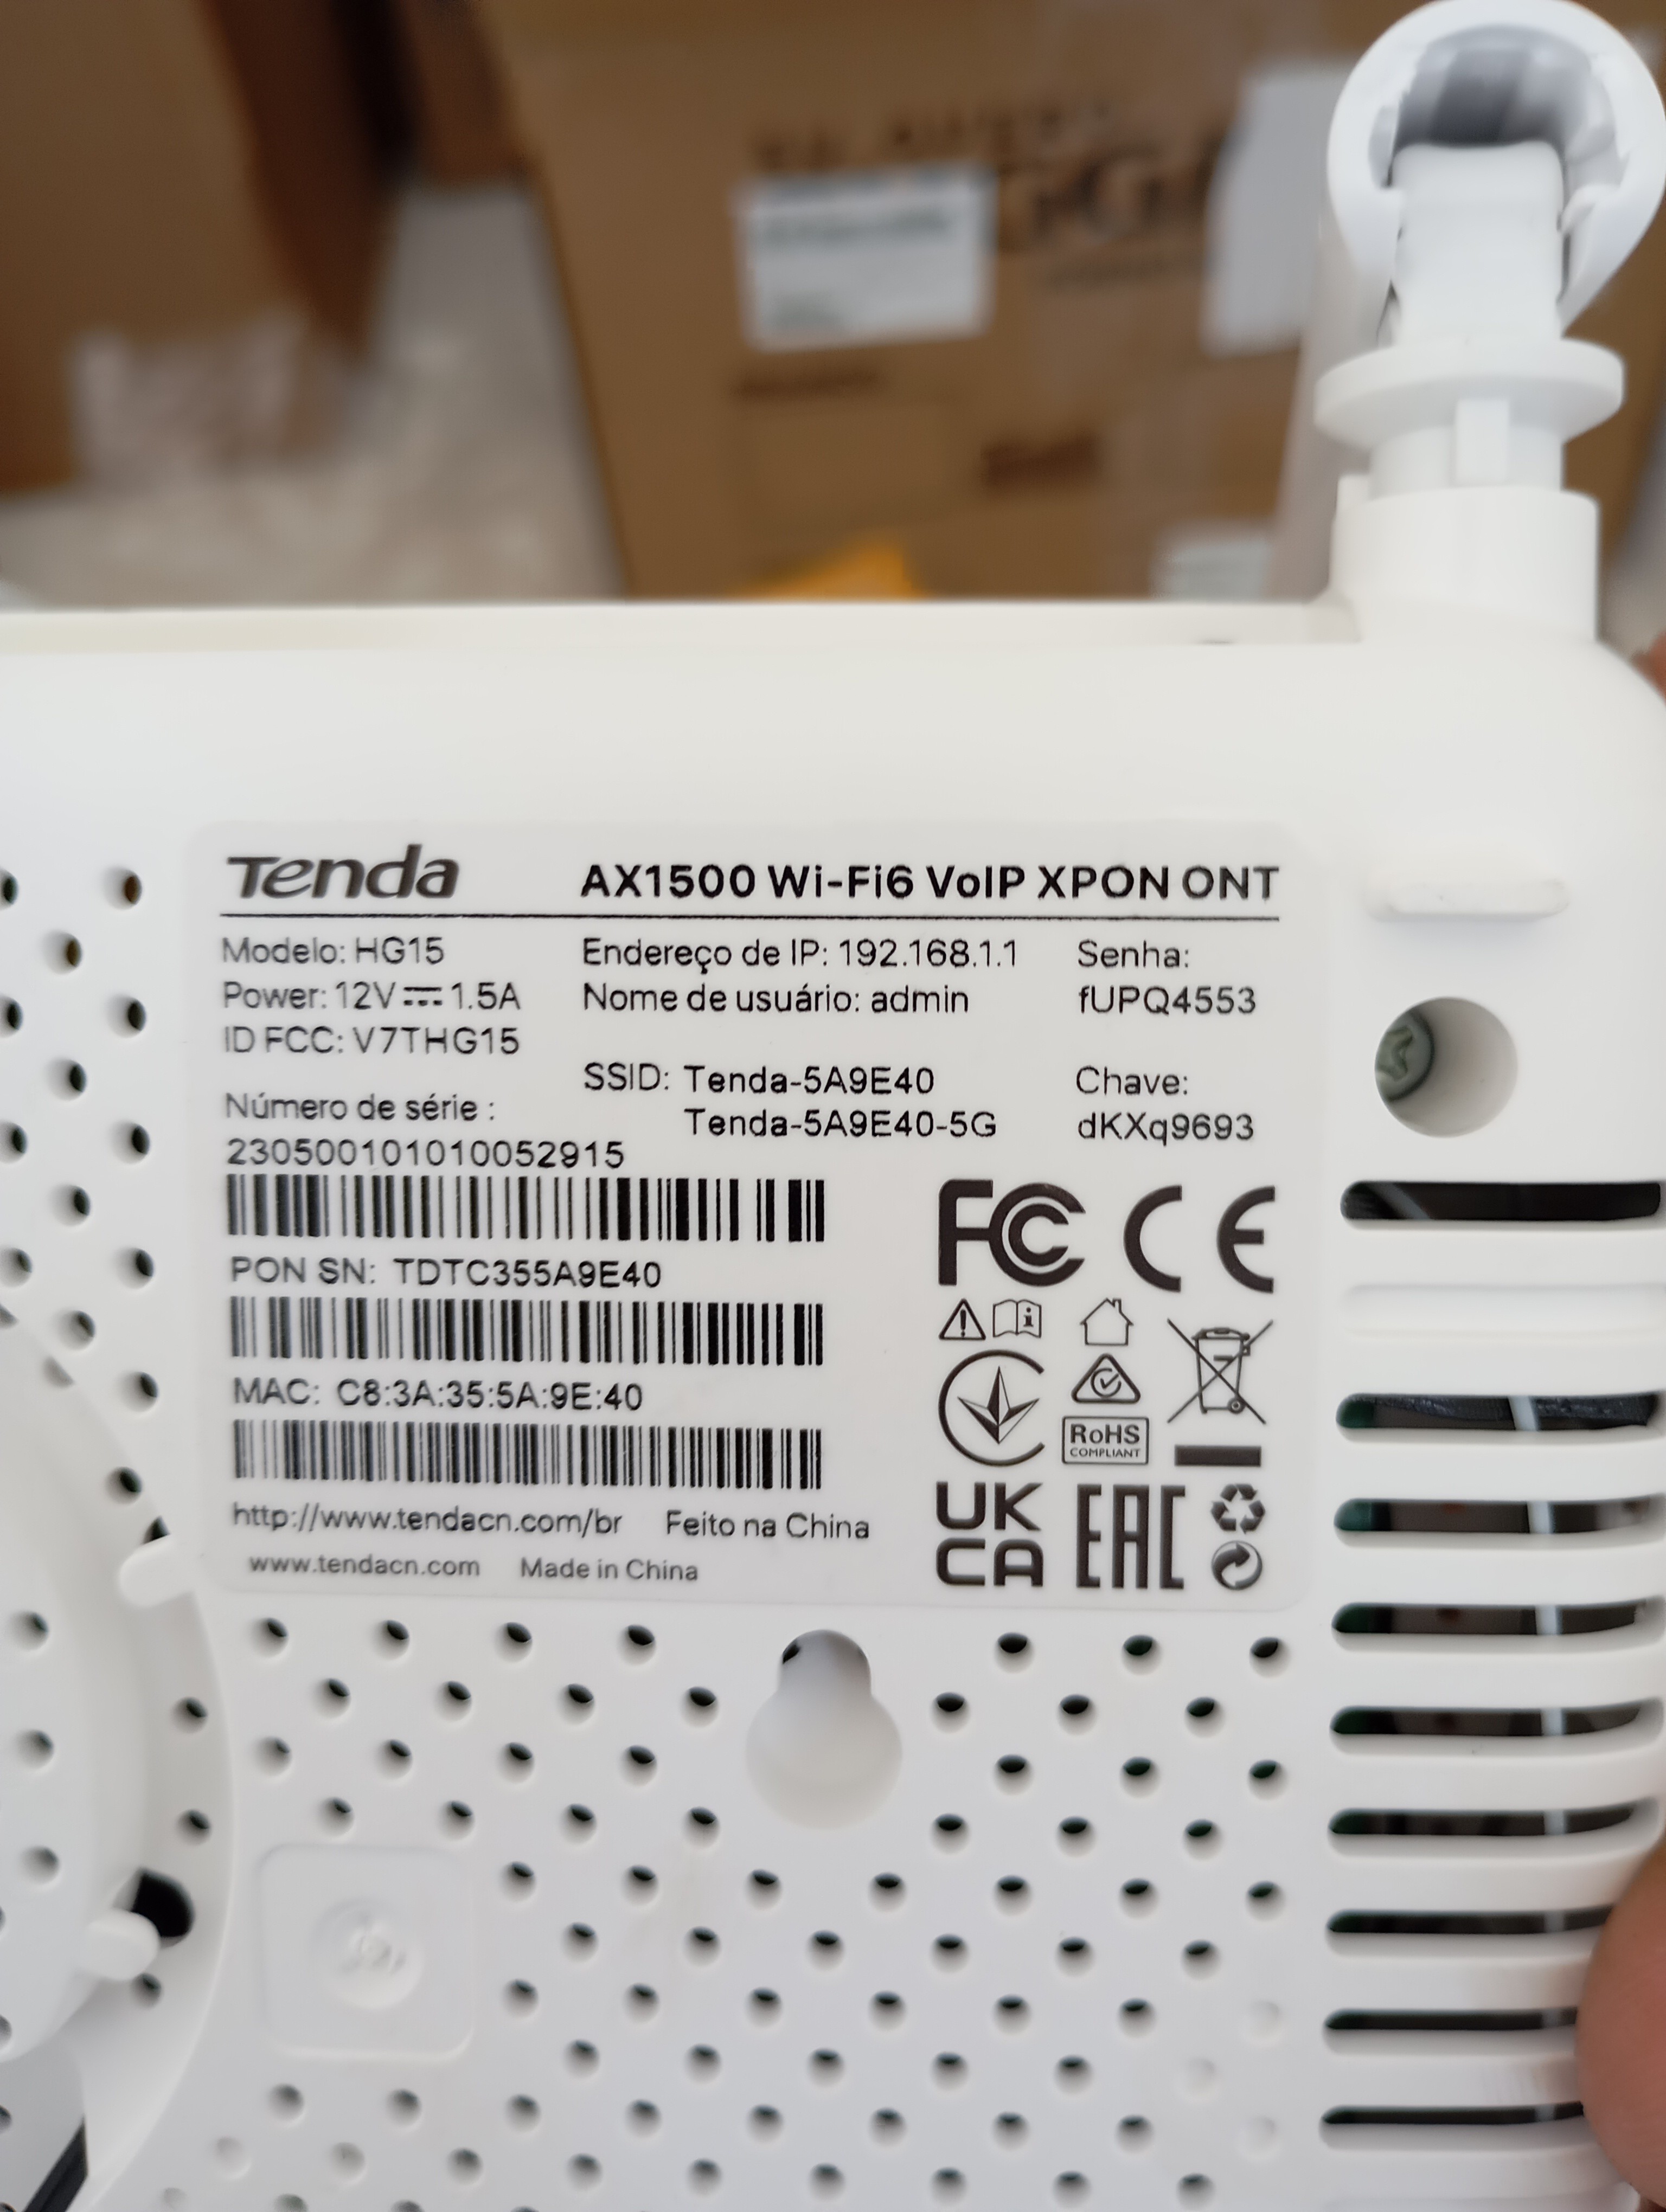 Tenda AX1500 Wi-Fi6 VoIP XPON ONT
Modelo: HG15
Power: 12V⎓1.5A
ID FCC: V7THG15
Endereço de IP: 192.168.1.1
Nome de usuário: admin
Senha:
fUPQ4553
SSID: Tenda-5A9E40
Tenda-5A9E40-5G
Chave:
dKXq9693
Número de série :
230500101010052915
PON SN: TDTC355A9E40
MAC: C8:3A:35:5A:9E:40
http://www.tendacn.com/br Feito na China
www.tendacn.com Made in China
FC CE
RoHS
COMPLIANT
UK
CA
EAC